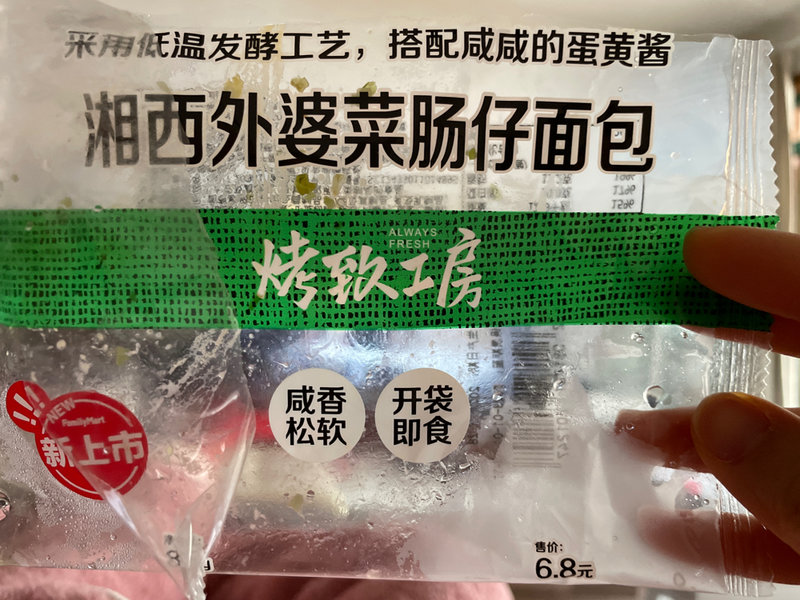 采用低温发酵工艺，搭配咸咸的蛋黄酱
湘西外婆菜肠仔面包
ALWAYS
FRESH
烤致工房
NEW
FamilyMart
新上市
咸香
松软
开袋
即食
售价:
6.8元